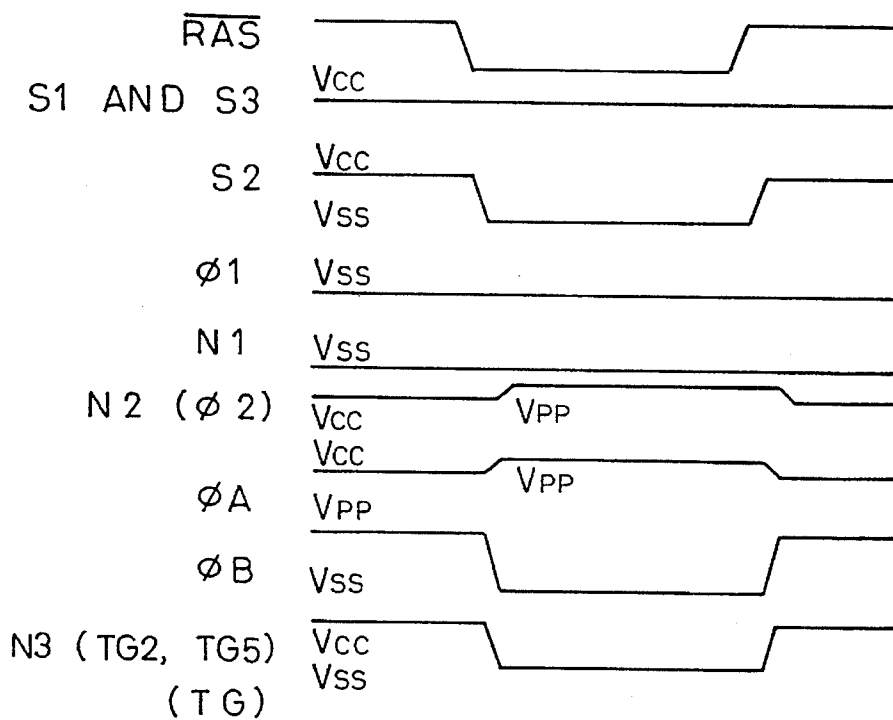 RAS
Vcc
S1 AND S3
Vcc
S2
Vss
ø1 Vss
N1 Vss
N2 (ø2) Vcc VPP
Vcc
VPP
øA VPP
øB Vss
N3 (TG2, TG5) Vcc
Vss
(TG)